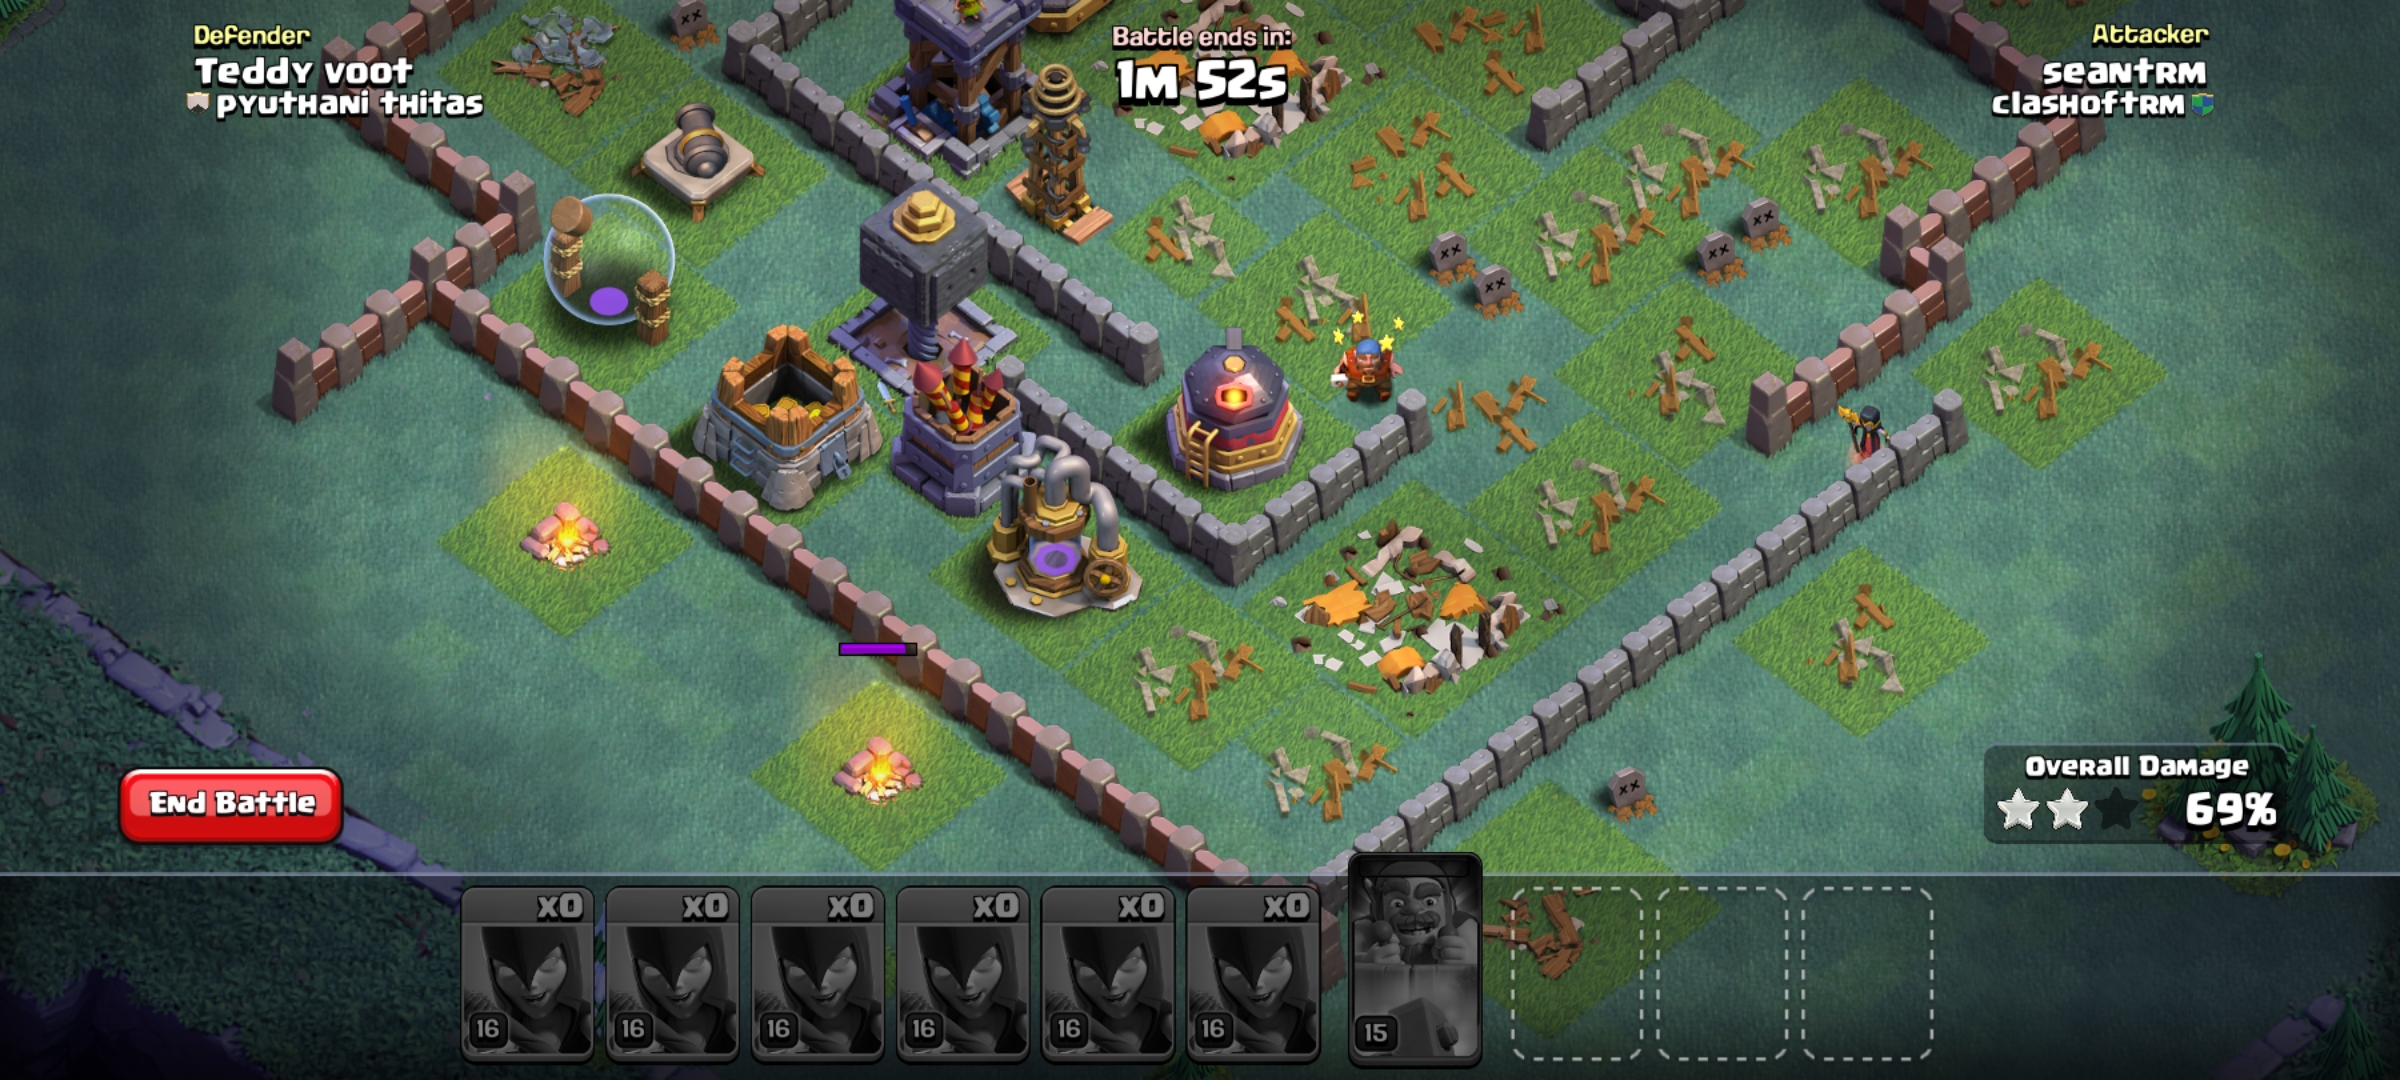 Defender
Teddy voot
pyuthani thitas
Battle ends in:
1M 52s
Attacker
seantRM
clashoftRM
End Battle
Overall Damage
69%
x0 x0 x0 x0 x0 x0
16 16 16 16 16 16 15